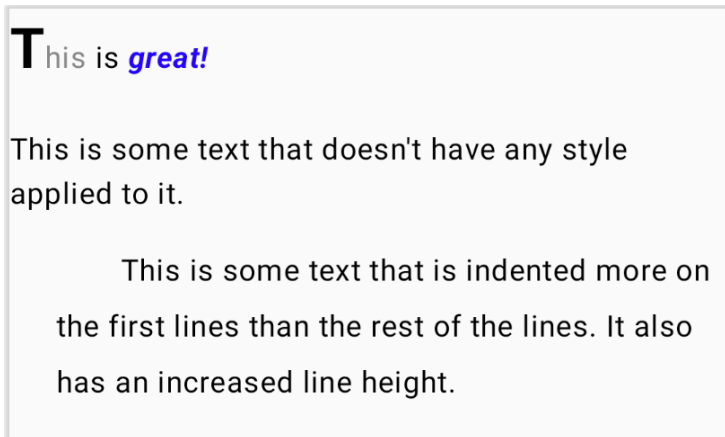 This is great!
This is some text that doesn't have any style
applied to it.
This is some text that is indented more on
the first lines than the rest of the lines. It also
has an increased line height.